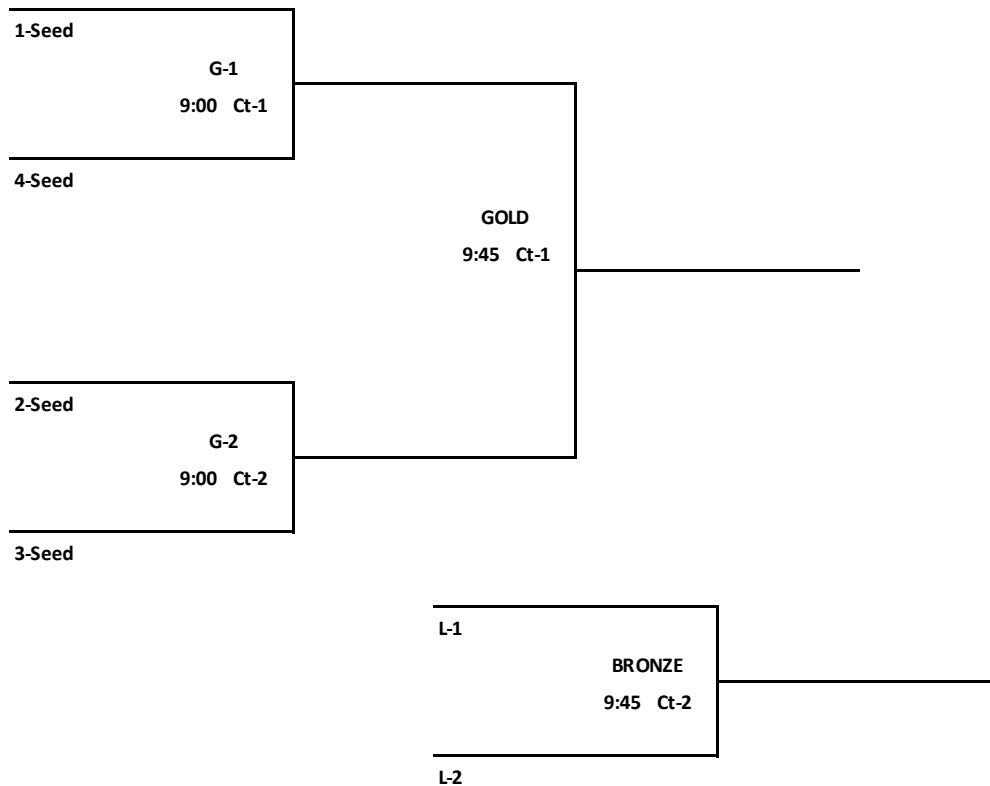 1-Seed
G-1
9:00 Ct-1
4-Seed
GOLD
9:45 Ct-1
2-Seed
G-2
9:00 Ct-2
3-Seed
L-1
BRONZE
9:45 Ct-2
L-2